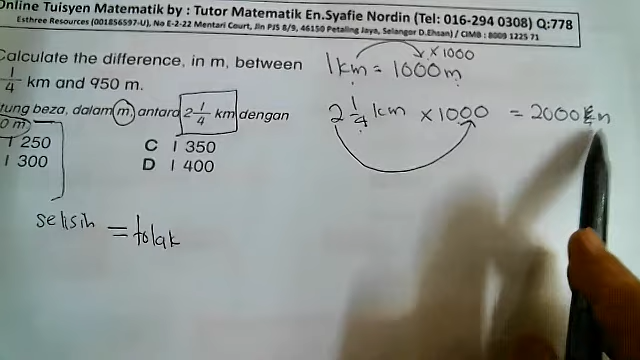 Online Tuisyen Matematik by : Tutor Matematik En.Syafie Nordin (Tel: 016-294 0308) Q:778
Esthree Resources (001856597-U), No E-2-22 Mentari Court, Jln PJS 8/9, 46150 Petaling Jaya, Selangor D.Ehsan) / CIMB : 8009 1225 71
Calculate the difference, in m, between
1/4 km and 950 m.
tung beza, dalam m, antara 2 1/4 km dengan
0 m
1 250
C 1 350
1 300
D 1 400
selisih = tolak
x 1000
1km = 1000m
2 1/4 km x 1000 = 2000